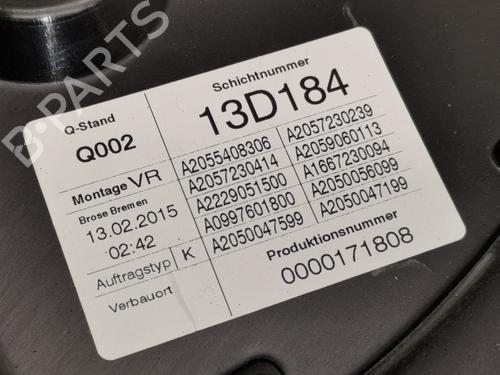 B-PARTS
Q-Stand
Q002
Schichtnummer
13D184
Montage VR
Brose Bremen
13.02.2015
02:42
Auftragstyp K
Verbauort
A2055408306 A2057230239
A2057230414 A2059060113
A2229051500 A1667230094
A0997601800 A2050056099
A2050047599 A2050047199
Produktionsnummer
0000171808